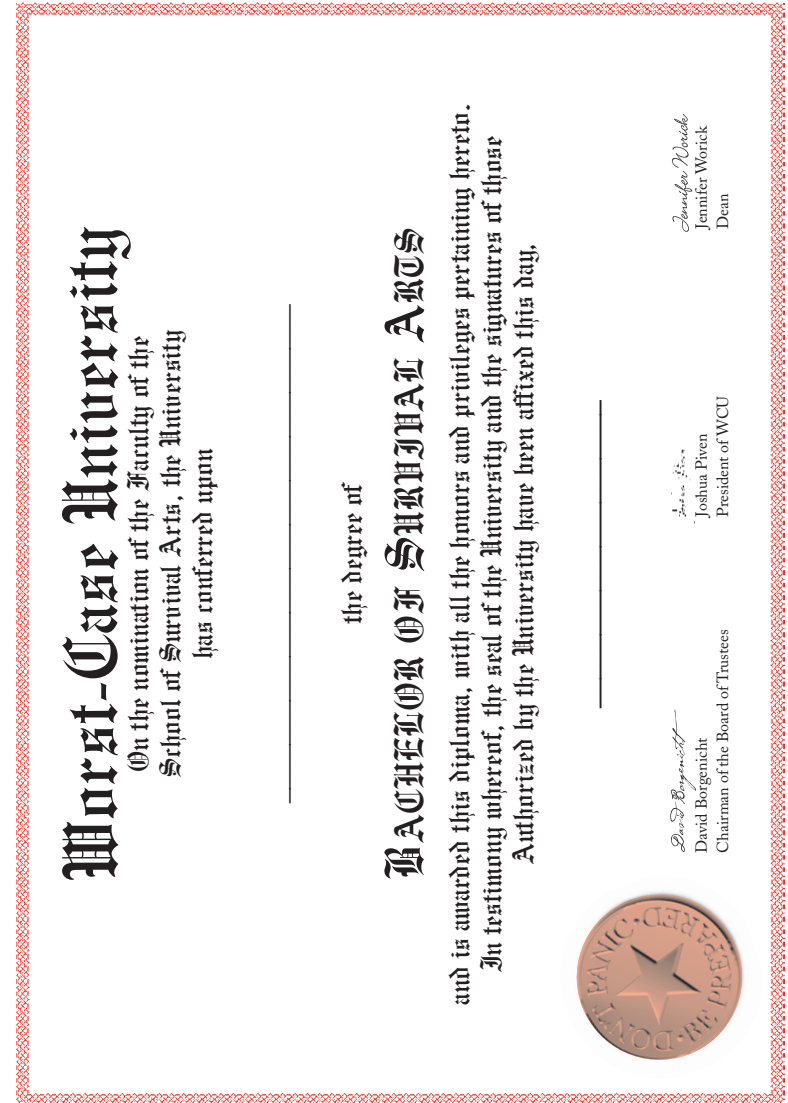 Worst-Case University
On the nomination of the Faculty of the
School of Survival Arts, the University
has conferred upon
the degree of
BACHELOR OF SURVIVAL ARTS
and is awarded this diploma, with all the honors and privileges pertaining hereto.
In testimony whereof, the seal of the University and the signatures of those
Authorized by the University have been affixed this day,
DON'T PANIC • BE PREPARED •
David Borgenicht
David Borgenicht
Chairman of the Board of Trustees
Joshua Piven
President of WCU
Jennifer Worick
Jennifer Worick
Dean